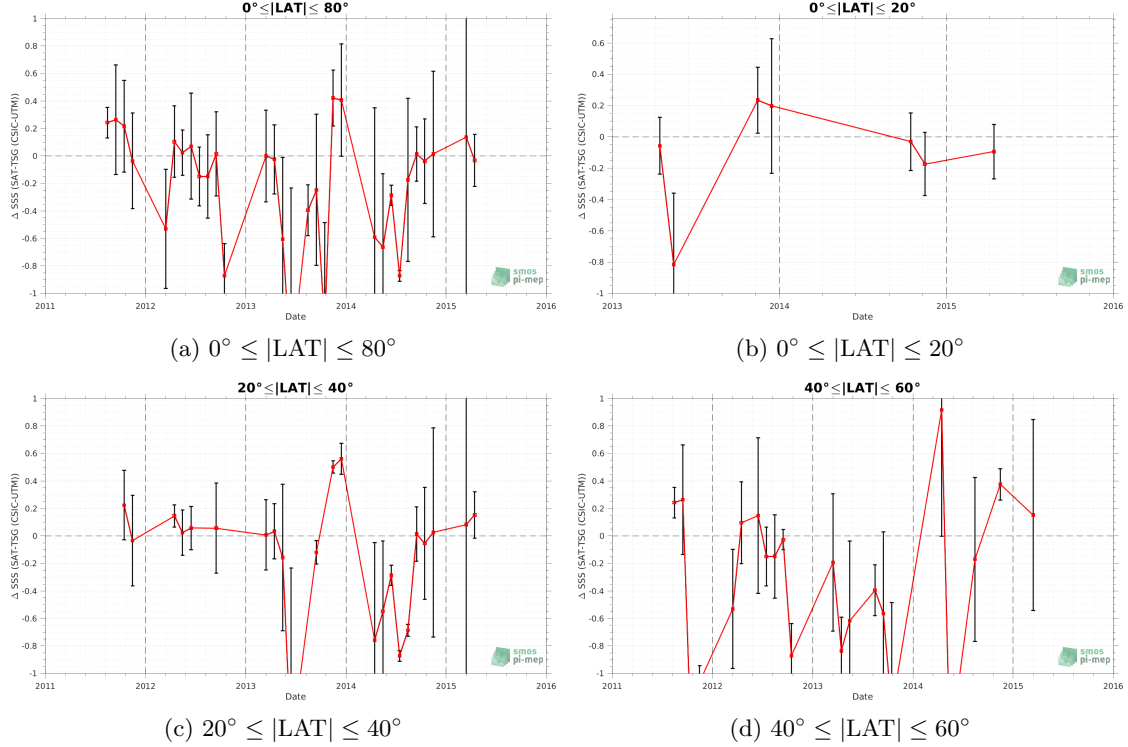 0°≤|LAT|≤ 80°
Δ SSS (SAT-TSG (CSIC-UTM))
1
0.8
0.6
0.4
0.2
0
-0.2
-0.4
-0.6
-0.8
-1
2011 2012 2013 2014 2015 2016
Date
smos
pi-mep
(a) 0° ≤ |LAT| ≤ 80°
0°≤|LAT|≤ 20°
Δ SSS (SAT-TSG (CSIC-UTM))
0.6
0.4
0.2
0
-0.2
-0.4
-0.6
-0.8
-1
2013 2014 2015 2016
Date
smos
pi-mep
(b) 0° ≤ |LAT| ≤ 20°
20°≤|LAT|≤ 40°
Δ SSS (SAT-TSG (CSIC-UTM))
1
0.8
0.6
0.4
0.2
0
-0.2
-0.4
-0.6
-0.8
-1
2011 2012 2013 2014 2015 2016
Date
smos
pi-mep
(c) 20° ≤ |LAT| ≤ 40°
40°≤|LAT|≤ 60°
Δ SSS (SAT-TSG (CSIC-UTM))
1
0.8
0.6
0.4
0.2
0
-0.2
-0.4
-0.6
-0.8
-1
2011 2012 2013 2014 2015 2016
Date
smos
pi-mep
(d) 40° ≤ |LAT| ≤ 60°